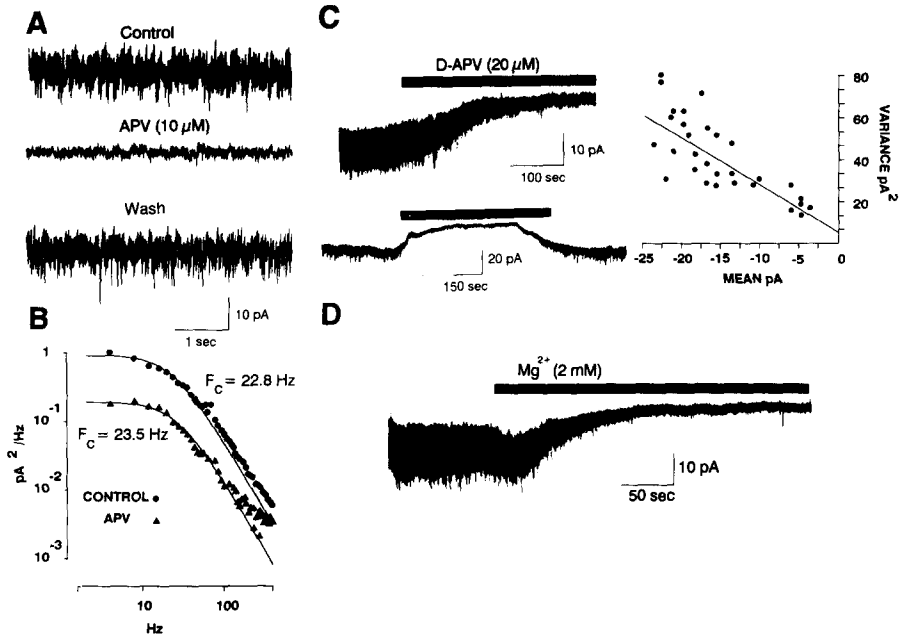 A
Control
APV (10 µM)
Wash
10 pA
1 sec
B
1
10⁻¹
10⁻²
10⁻³
pA²/Hz
F_C = 22.8 Hz
F_C = 23.5 Hz
CONTROL
APV
10
100
Hz
C
D-APV (20 µM)
10 pA
100 sec
20 pA
150 sec
80
60
40
20
VARIANCE pA²
-25
-20
-15
-10
-5
0
MEAN pA
D
Mg²⁺ (2 mM)
10 pA
50 sec